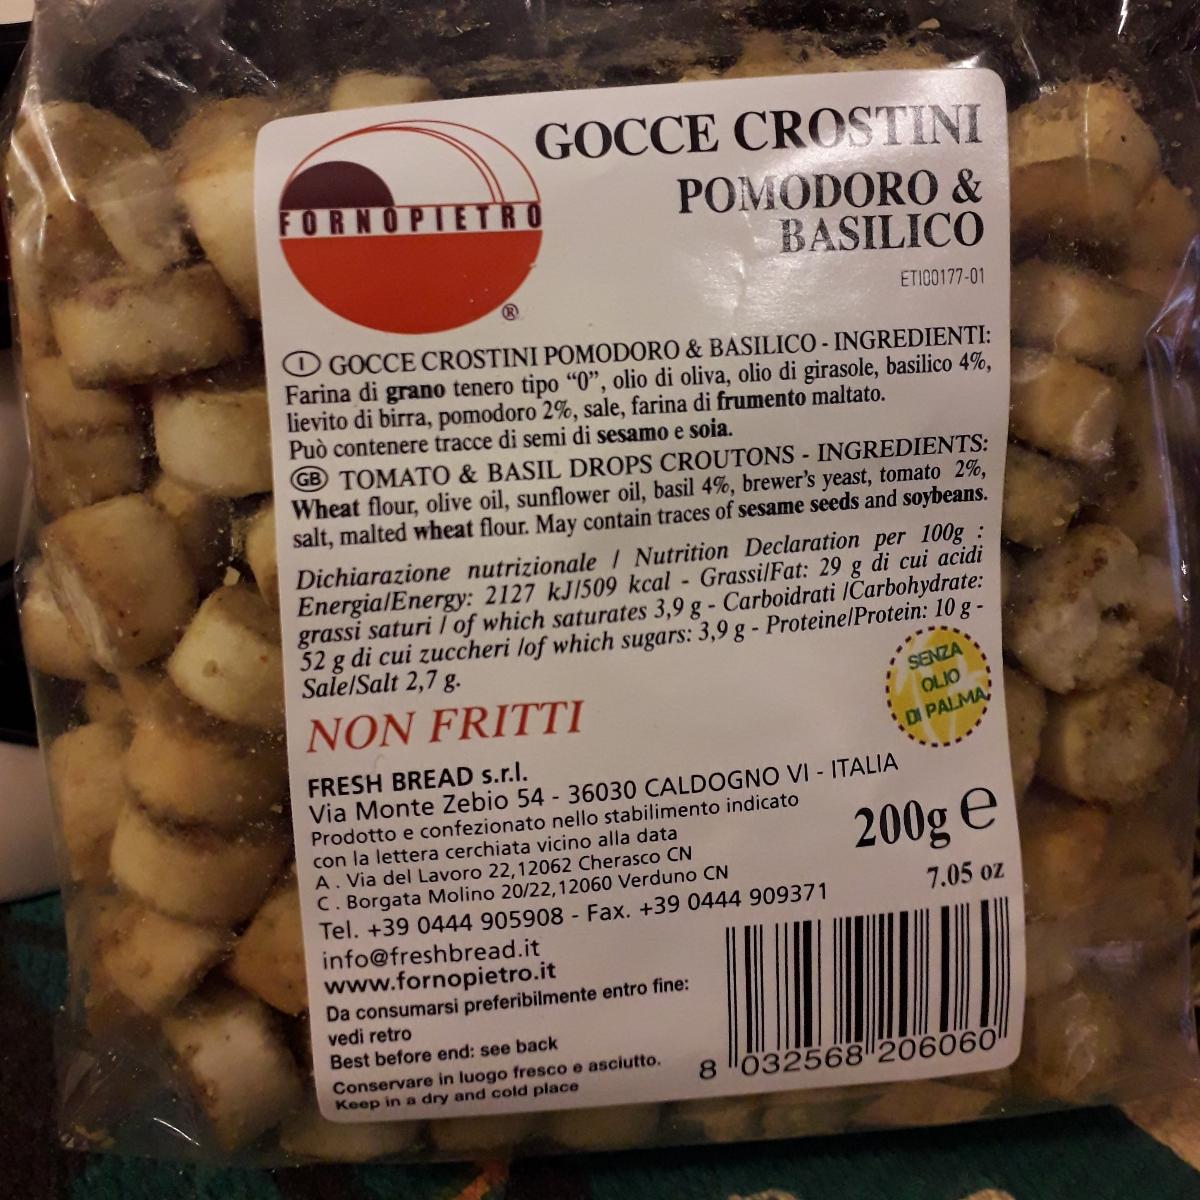 FORNOPIETRO
®
GOCCE CROSTINI
POMODORO &
BASILICO
ETI00177-01
I GOCCE CROSTINI POMODORO & BASILICO - INGREDIENTI:
Farina di grano tenero tipo “0”, olio di oliva, olio di girasole, basilico 4%,
lievito di birra, pomodoro 2%, sale, farina di frumento maltato.
Può contenere tracce di semi di sesamo e soia.
GB TOMATO & BASIL DROPS CROUTONS - INGREDIENTS:
Wheat flour, olive oil, sunflower oil, basil 4%, brewer's yeast, tomato 2%,
salt, malted wheat flour. May contain traces of sesame seeds and soybeans.
Dichiarazione nutrizionale / Nutrition Declaration per 100g :
Energia/Energy: 2127 kJ/509 kcal - Grassi/Fat: 29 g di cui acidi
grassi saturi / of which saturates 3,9 g - Carboidrati /Carbohydrate:
52 g di cui zuccheri /of which sugars: 3,9 g - Proteine/Protein: 10 g -
Sale/Salt 2,7 g.
SENZA
OLIO
DI PALMA
NON FRITTI
FRESH BREAD s.r.l.
Via Monte Zebio 54 - 36030 CALDOGNO VI - ITALIA
Prodotto e confezionato nello stabilimento indicato
con la lettera cerchiata vicino alla data
A . Via del Lavoro 22,12062 Cherasco CN
C . Borgata Molino 20/22,12060 Verduno CN
Tel. +39 0444 905908 - Fax. +39 0444 909371
info@freshbread.it
www.fornopietro.it
200g e
7.05 oz
Da consumarsi preferibilmente entro fine:
vedi retro
Best before end: see back
Conservare in luogo fresco e asciutto.
Keep in a dry and cold place
8 032568 206060